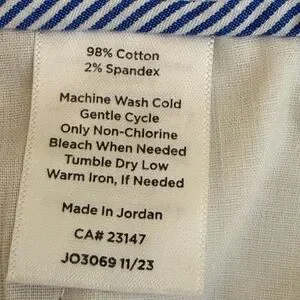 98% Cotton
2% Spandex
Machine Wash Cold
Gentle Cycle
Only Non-Chlorine
Bleach When Needed
Tumble Dry Low
Warm Iron, If Needed
Made In Jordan
CA# 23147
JO3069 11/23